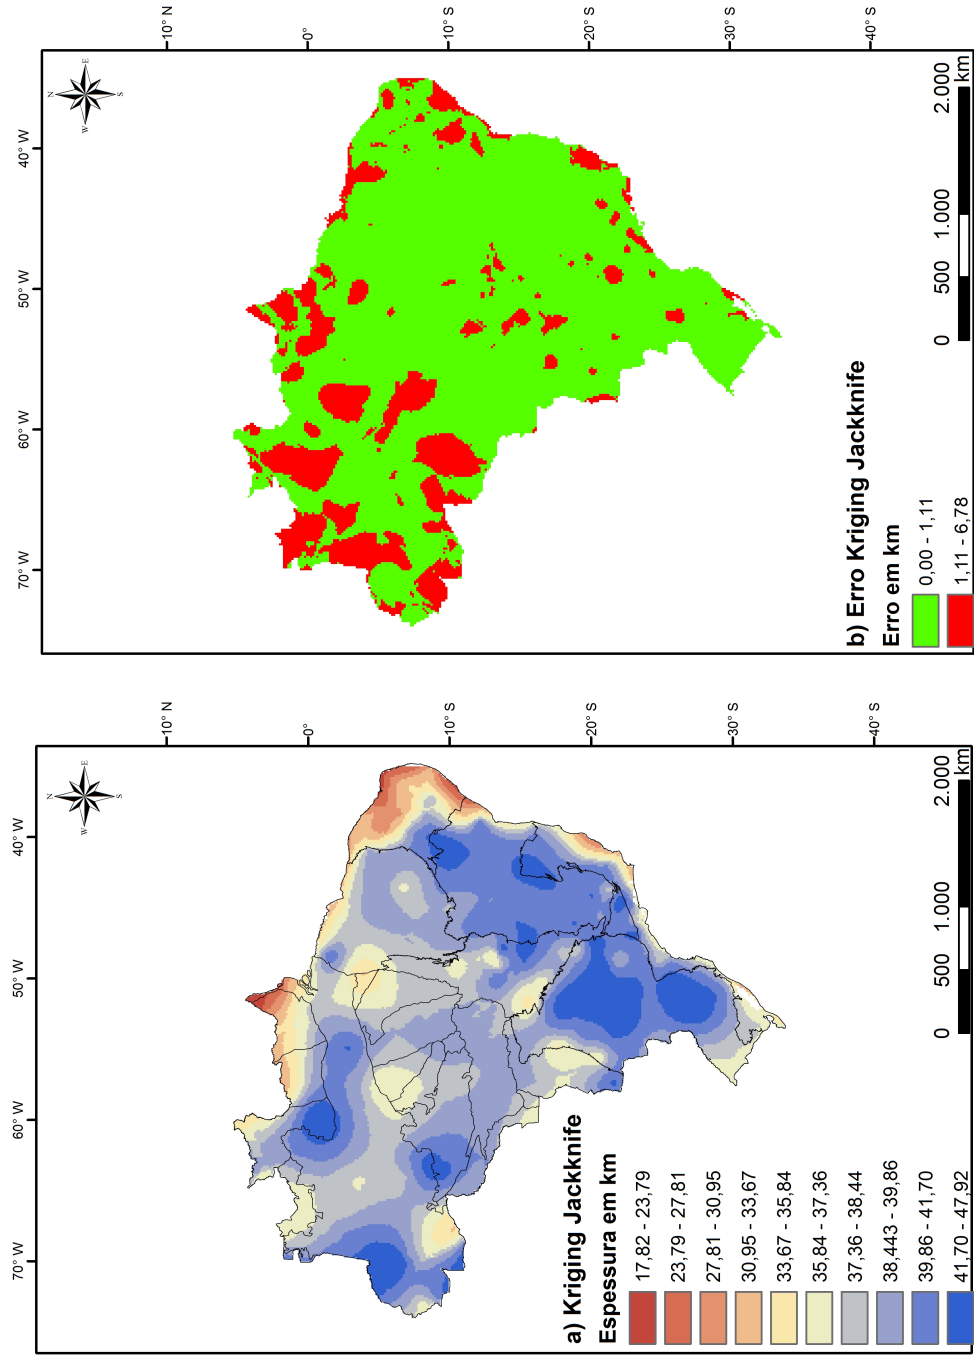 70° W
60° W
50° W
40° W
10° N
0°
10° S
20° S
30° S
40° S
N
E
S
W
a) Kriging Jackknife
Espessura em km
17,82 - 23,79
23,79 - 27,81
27,81 - 30,95
30,95 - 33,67
33,67 - 35,84
35,84 - 37,36
37,36 - 38,44
38,443 - 39,86
39,86 - 41,70
41,70 - 47,92
0 500 1.000 2.000
km
70° W
60° W
50° W
40° W
10° N
0°
10° S
20° S
30° S
40° S
N
E
S
W
b) Erro Kriging Jackknife
Erro em km
0,00 - 1,11
1,11 - 6,78
0 500 1.000 2.000
km